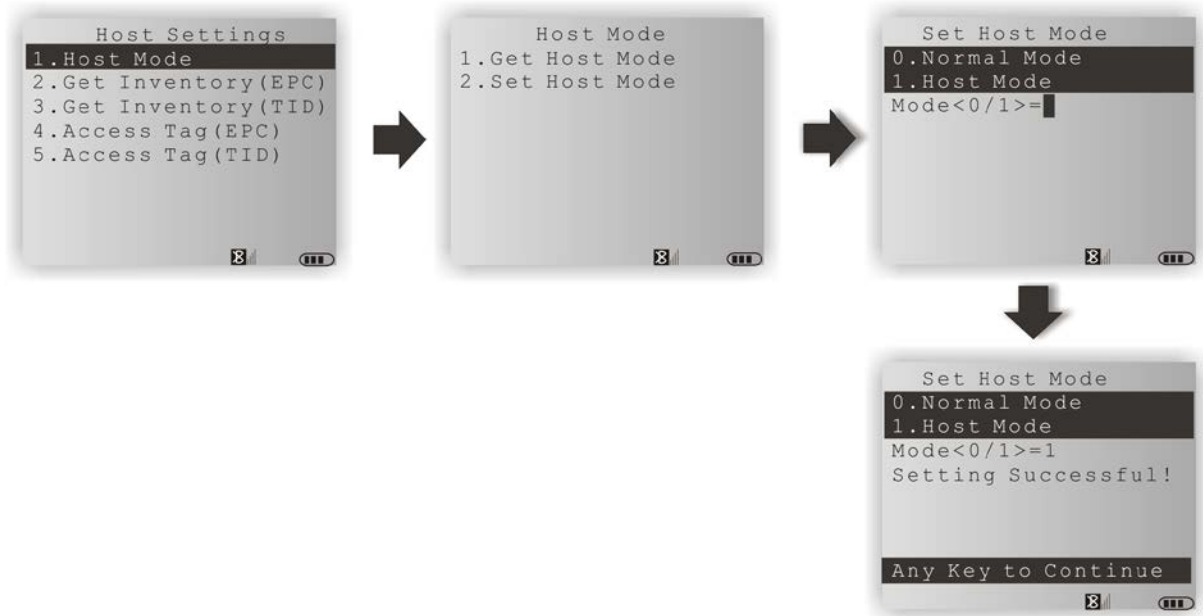 Host Settings
1.Host Mode
2.Get Inventory(EPC)
3.Get Inventory(TID)
4.Access Tag(EPC)
5.Access Tag(TID)
Host Mode
1.Get Host Mode
2.Set Host Mode
Set Host Mode
0.Normal Mode
1.Host Mode
Mode<0/1>=
Set Host Mode
0.Normal Mode
1.Host Mode
Mode<0/1>=1
Setting Successful!
Any Key to Continue